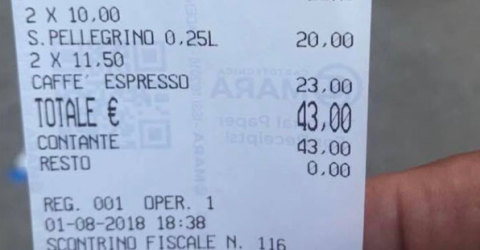 2 X 10,00
S.PELLEGRINO 0,25L 20,00
2 X 11,50
CAFFE' ESPRESSO 23,00
TOTALE € 43,00
CONTANTE 43,00
RESTO 0,00
REG. 001 OPER. 1
01-08-2018 18:38
SCONTRINO FISCALE N. 116